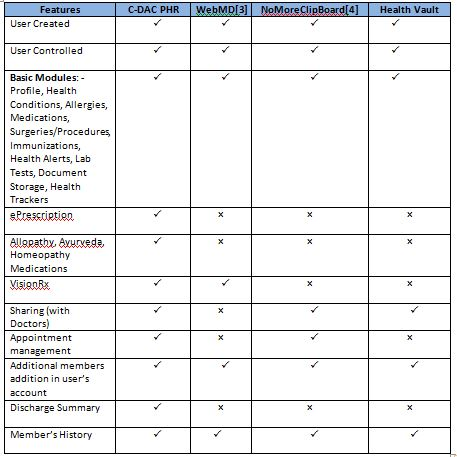 Features C-DAC PHR WebMD[3] NoMoreClipBoard[4] Health Vault
User Created ✓ ✓ ✓ ✓
User Controlled ✓ ✓ ✓ ✓
Basic Modules: - ✓ ✓ ✓ ✓
Profile, Health
Conditions, Allergies,
Medications,
Surgeries/Procedures,
Immunizations,
Health Alerts, Lab
Tests, Document
Storage, Health
Trackers
ePrescription ✓ × × ×
Allopathy, Ayurveda, ✓ × × ×
Homeopathy
Medications
VisionRx ✓ ✓ × ×
Sharing (with ✓ × ✓ ✓
Doctors)
Appointment ✓ × ✓ ×
management
Additional members ✓ ✓ ✓ ✓
addition in user's
account
Discharge Summary ✓ × × ×
Member's History ✓ ✓ ✓ ✓